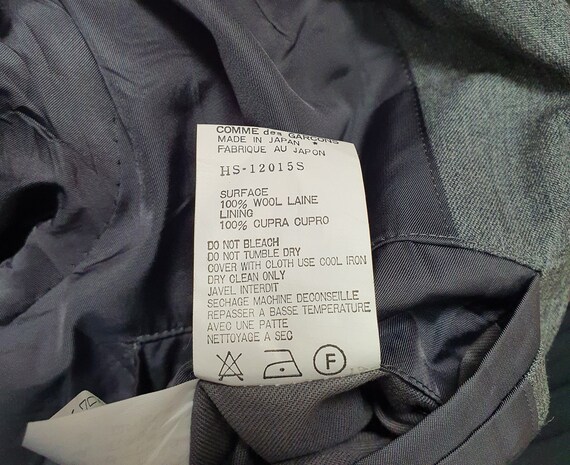 COMME des GARCONS
MADE IN JAPAN *
FABRIQUE AU JAPON
HS-12015S
SURFACE
100% WOOL LAINE
LINING
100% CUPRA CUPRO
DO NOT BLEACH
DO NOT TUMBLE DRY
COVER WITH CLOTH USE COOL IRON
DRY CLEAN ONLY
JAVEL INTERDIT
SECHAGE MACHINE DECONSEILLE
REPASSER A BASSE TEMPERATURE
AVEC UNE PATTE
NETTOYAGE A SEC
F